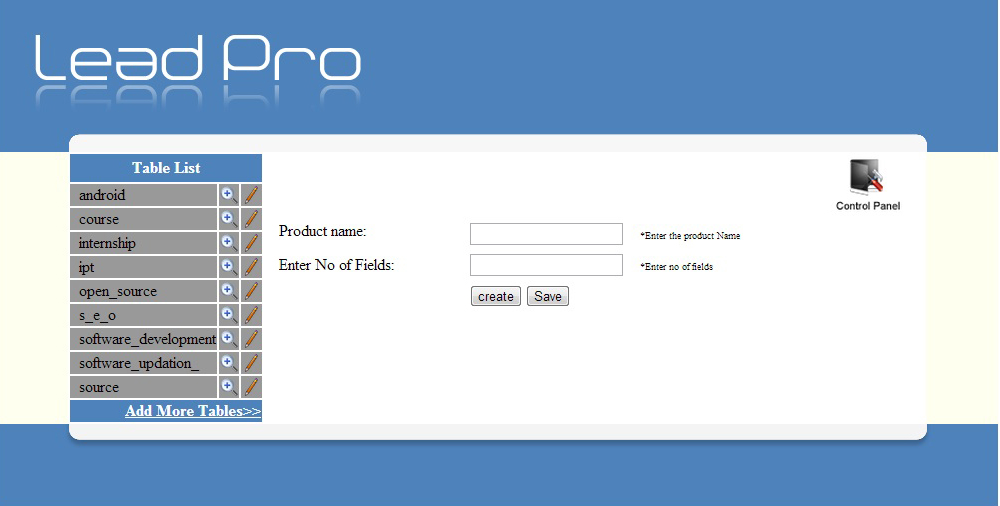 Lead Pro
Table List
android
course
internship
ipt
open_source
s_e_o
software_development
software_updation_
source
Add More Tables>>
Control Panel
Product name:
*Enter the product Name
Enter No of Fields:
*Enter no of fields
create Save